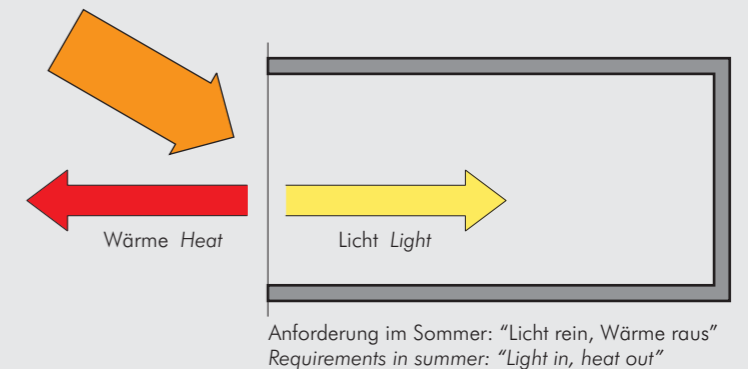 Wärme Heat
Licht Light
Anforderung im Sommer: “Licht rein, Wärme raus”
Requirements in summer: “Light in, heat out”